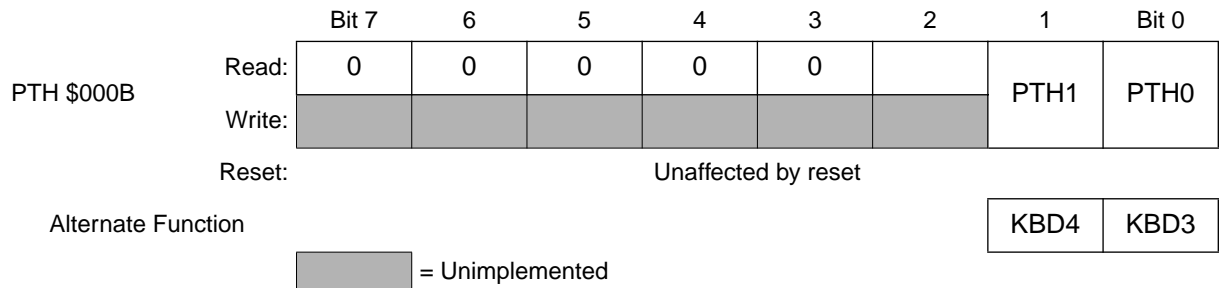 Bit 7 6 5 4 3 2 1 Bit 0
PTH $000B Read: 0 0 0 0 0 PTH1 PTH0
Write:
Reset: Unaffected by reset
Alternate Function KBD4 KBD3
= Unimplemented